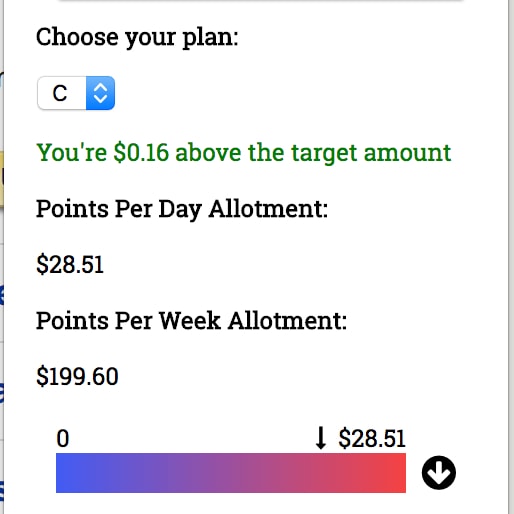 Choose your plan:
C
You're $0.16 above the target amount
Points Per Day Allotment:
$28.51
Points Per Week Allotment:
$199.60
0 ↓ $28.51